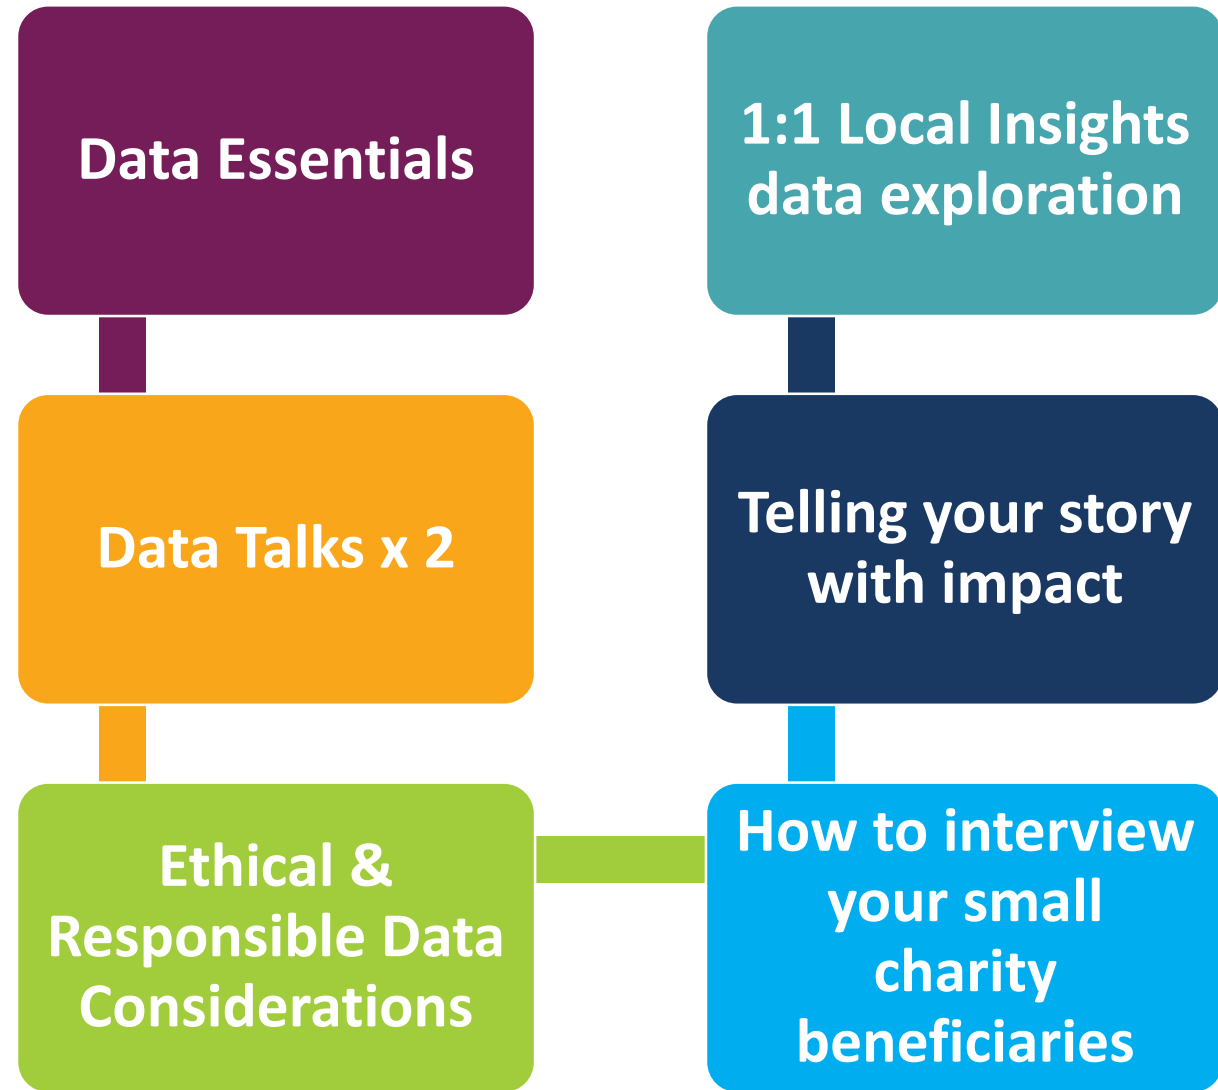 Data Essentials
Data Talks x 2
Ethical &
Responsible Data
Considerations
How to interview
your small
charity
beneficiaries
Telling your story
with impact
1:1 Local Insights
data exploration